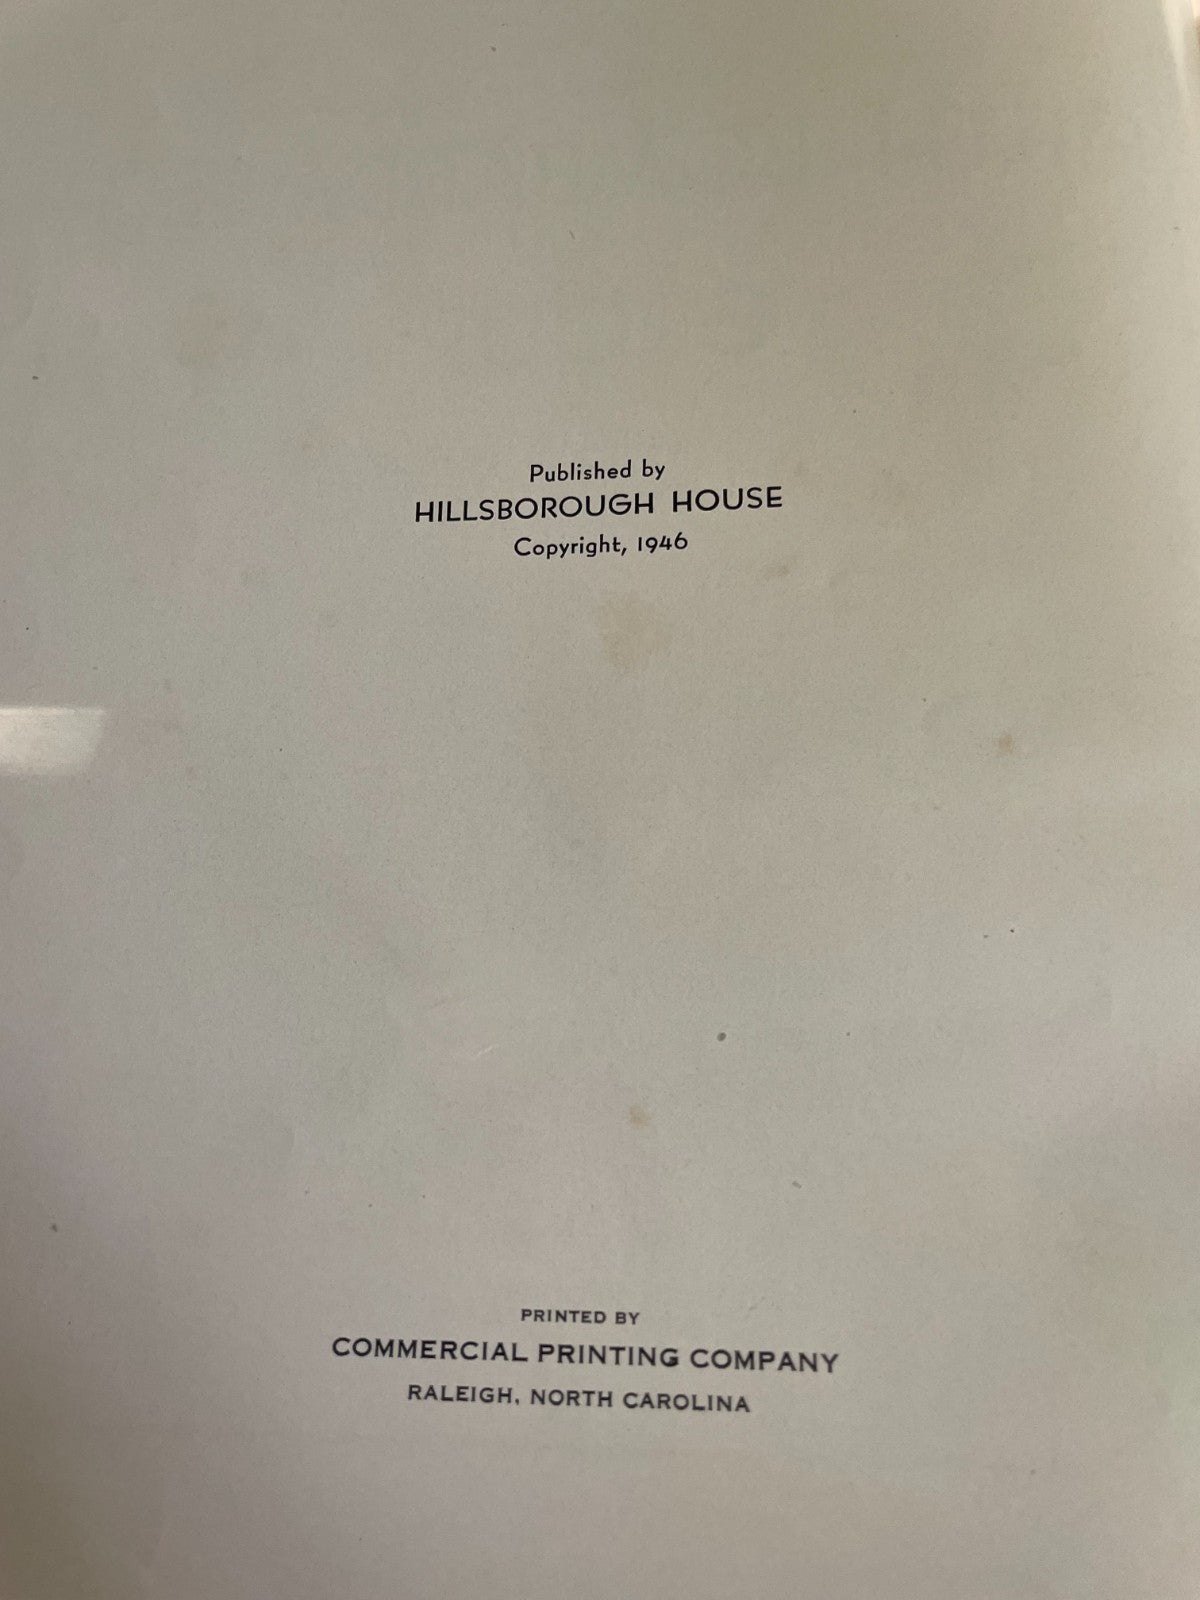 Published by
HILLSBOROUGH HOUSE
Copyright, 1946
PRINTED BY
COMMERCIAL PRINTING COMPANY
RALEIGH, NORTH CAROLINA